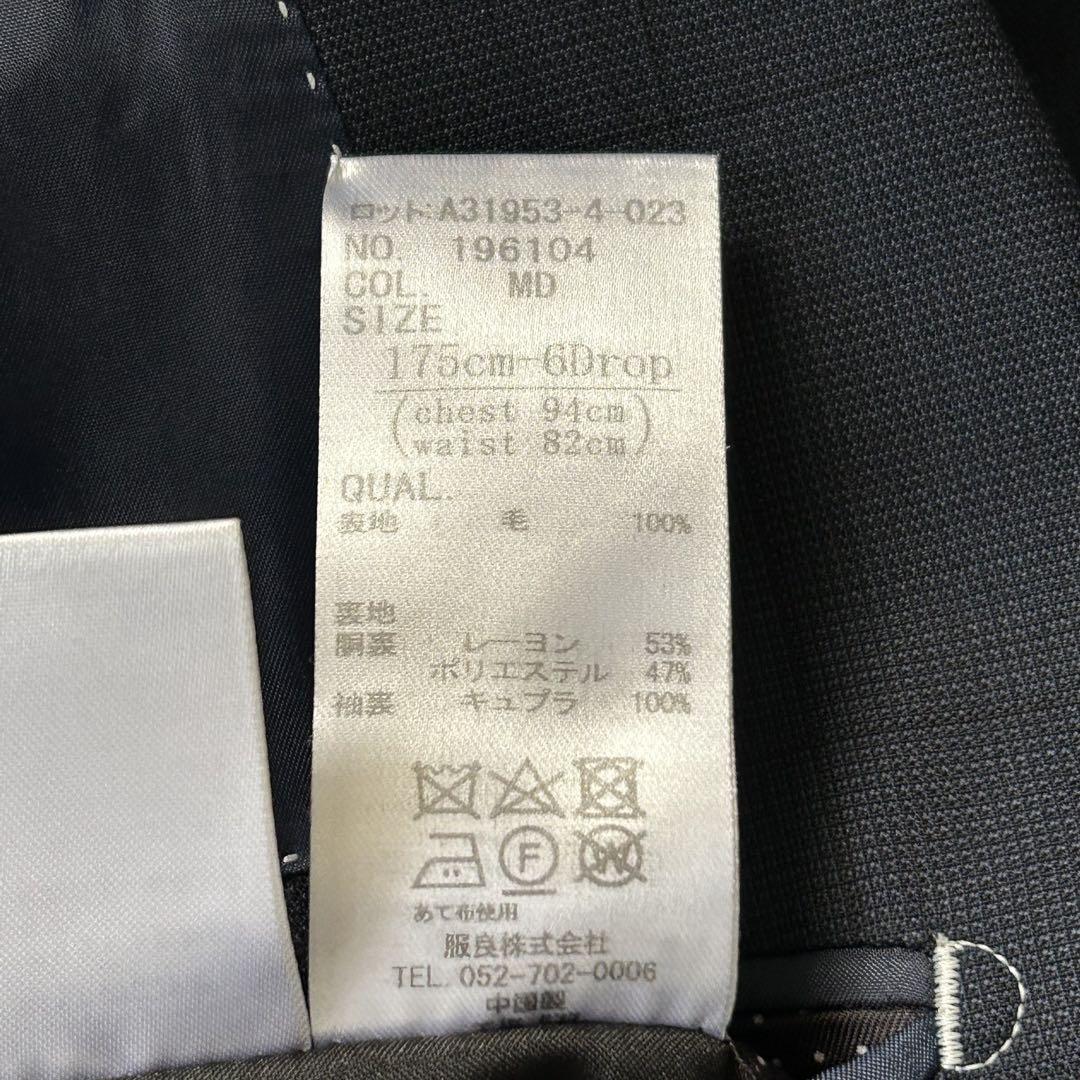 ロット:A31953-4-023
NO. 196104
COL. MD
SIZE
175cm-6Drop
(chest 94cm
waist 82cm)
QUAL.
表地 毛 100%
裏地
胴裏 レーヨン 53%
ポリエステル 47%
袖裏 キュプラ 100%
F W
あて布使用
服良株式会社
TEL. 052-702-0006
中国製